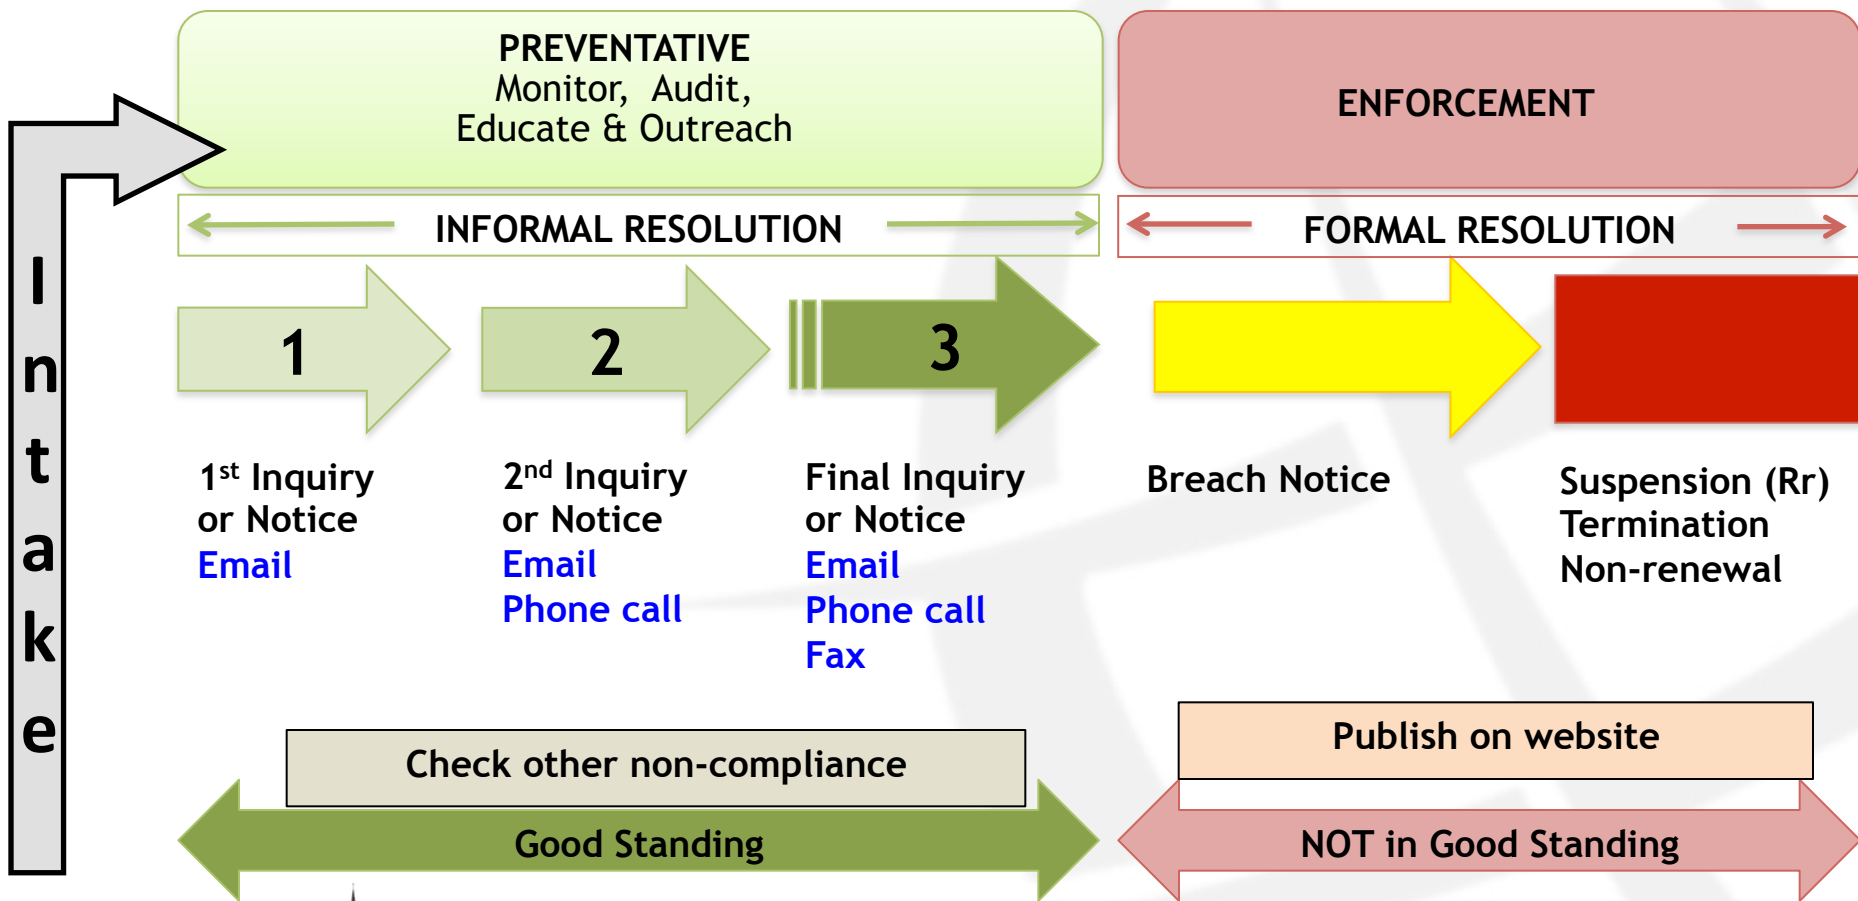 PREVENTATIVE
Monitor, Audit,
Educate & Outreach
ENFORCEMENT
Intake
INFORMAL RESOLUTION
FORMAL RESOLUTION
1
2
3
1st Inquiry
or Notice
Email
2nd Inquiry
or Notice
Email
Phone call
Final Inquiry
or Notice
Email
Phone call
Fax
Breach Notice
Suspension (Rr)
Termination
Non-renewal
Check other non-compliance
Publish on website
Good Standing
NOT in Good Standing